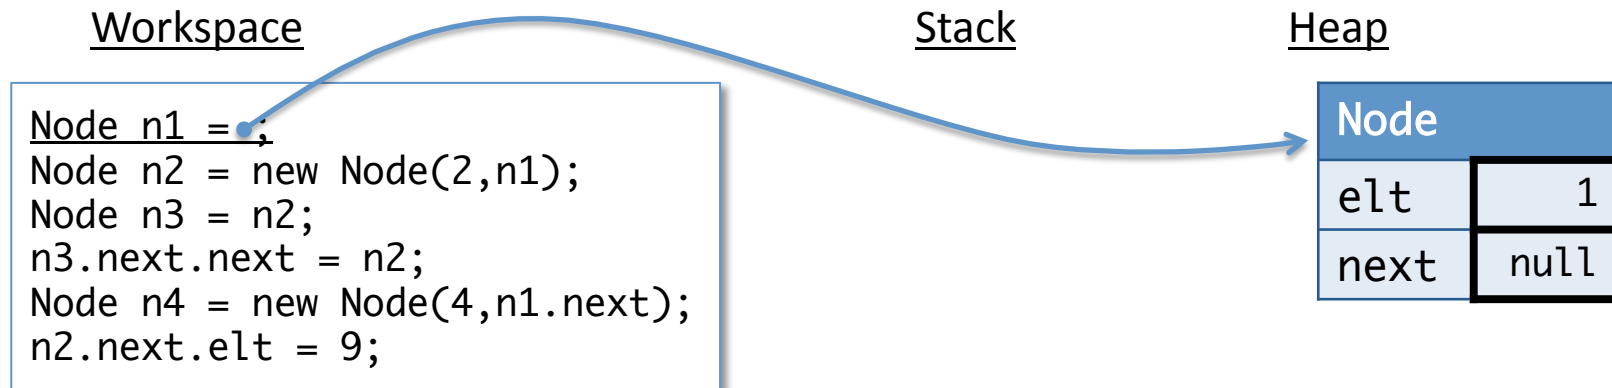 Workspace Stack Heap
Node n1 = ;
Node n2 = new Node(2,n1);
Node n3 = n2;
n3.next.next = n2;
Node n4 = new Node(4,n1.next);
n2.next.elt = 9;
Node
elt 1
next null